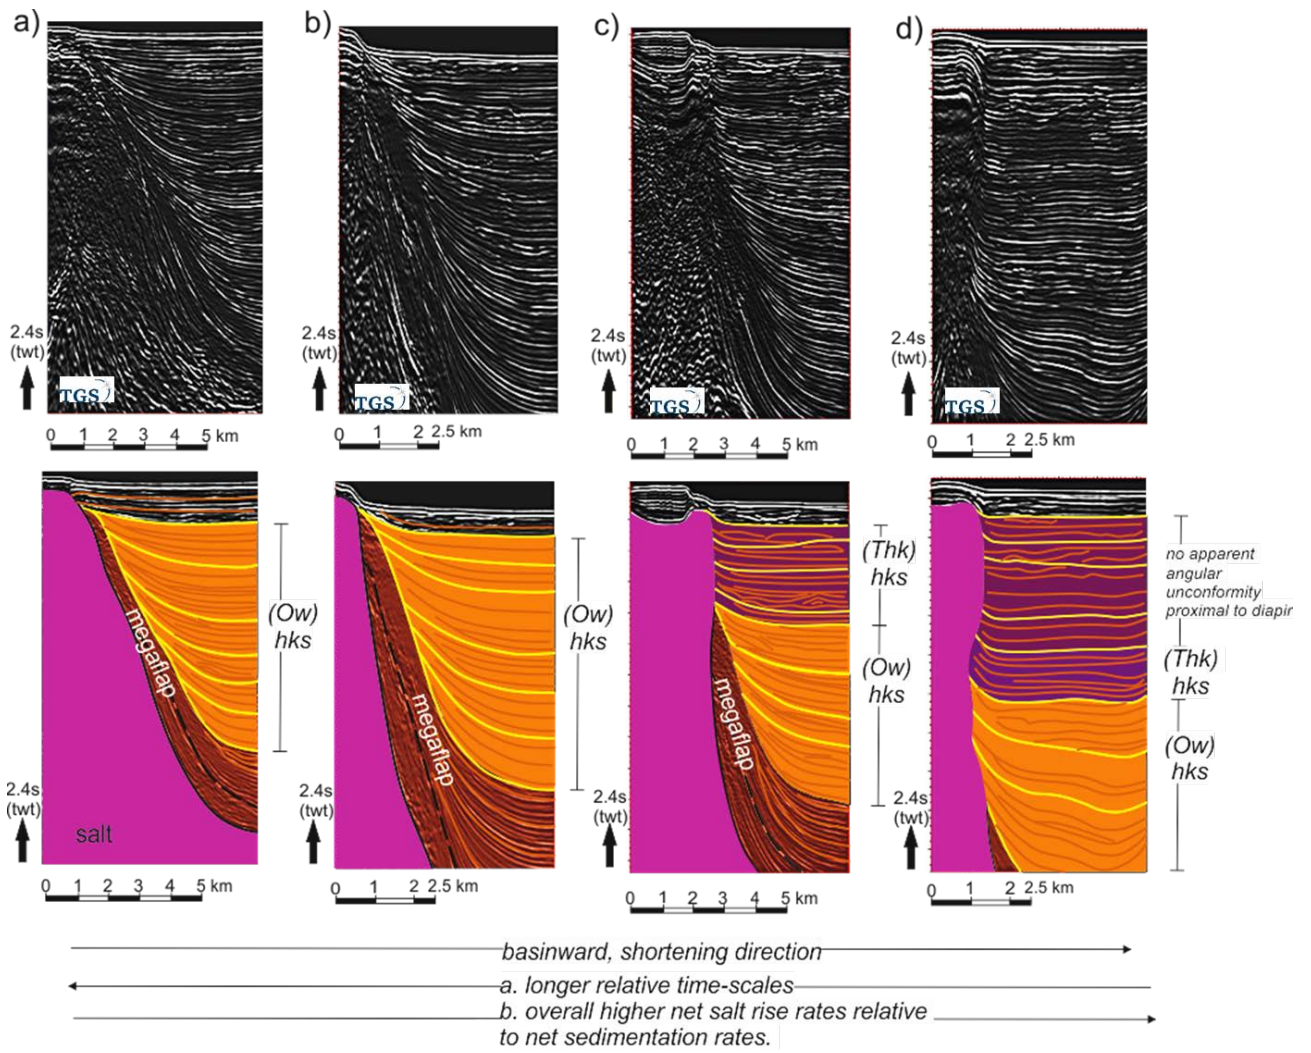 a)
b)
c)
d)
2.4s
(twt)
2.4s
(twt)
2.4s
(twt)
2.4s
(twt)
TGS
TGS
TGS
TGS
0 1 2 3 4 5 km
0 1 2 2.5 km
0 1 2 3 4 5 km
0 1 2 2.5 km
megaflap
salt
(Ow)
hks
megaflap
(Ow)
hks
megaflap
(Thk)
hks
(Ow)
hks
no apparent
angular
unconformity
proximal to diapir
(Thk)
hks
(Ow)
hks
2.4s
(twt)
2.4s
(twt)
2.4s
(twt)
2.4s
(twt)
0 1 2 3 4 5 km
0 1 2 2.5 km
0 1 2 3 4 5 km
0 1 2 2.5 km
basinward, shortening direction
a. longer relative time-scales
b. overall higher net salt rise rates relative
to net sedimentation rates.